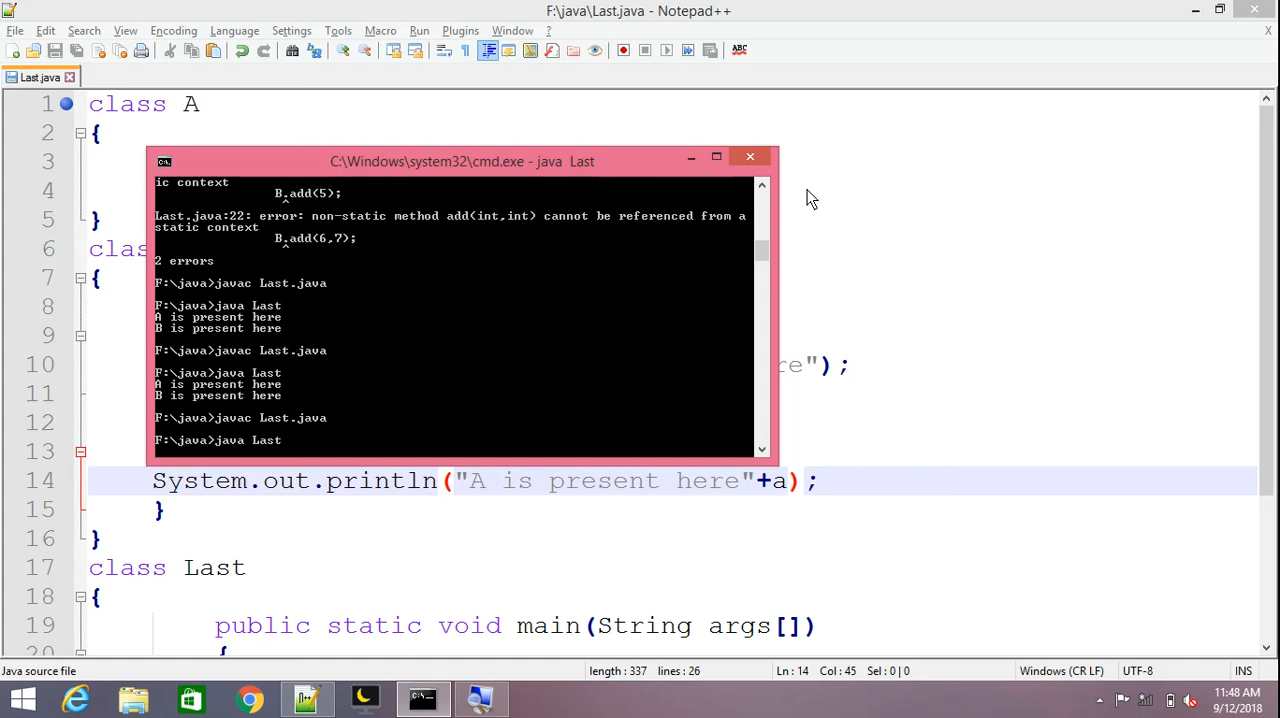 F:\java\Last.java - Notepad++
File Edit Search View Encoding Language Settings Tools Macro Run Plugins Window ? X
ABC
Last.java
1 class A
2 {
3
4
5 }
6 clas
7 {
8
9
10 re");
11
12
13
14 System.out.println("A is present here"+a);
15 }
16 }
17 class Last
18 {
19 public static void main(String args[])
20 {
C:\Windows\system32\cmd.exe - java Last
ic context
B.add(5);
^
Last.java:22: error: non-static method add(int,int) cannot be referenced from a
static context
B.add(6,7);
^
2 errors
F:\java>javac Last.java
F:\java>java Last
A is present here
B is present here
F:\java>javac Last.java
F:\java>java Last
A is present here
B is present here
F:\java>javac Last.java
F:\java>java Last
Java source file length : 337 lines : 26 Ln : 14 Col : 45 Sel : 0 | 0 Windows (CR LF) UTF-8 INS
11:48 AM
9/12/2018